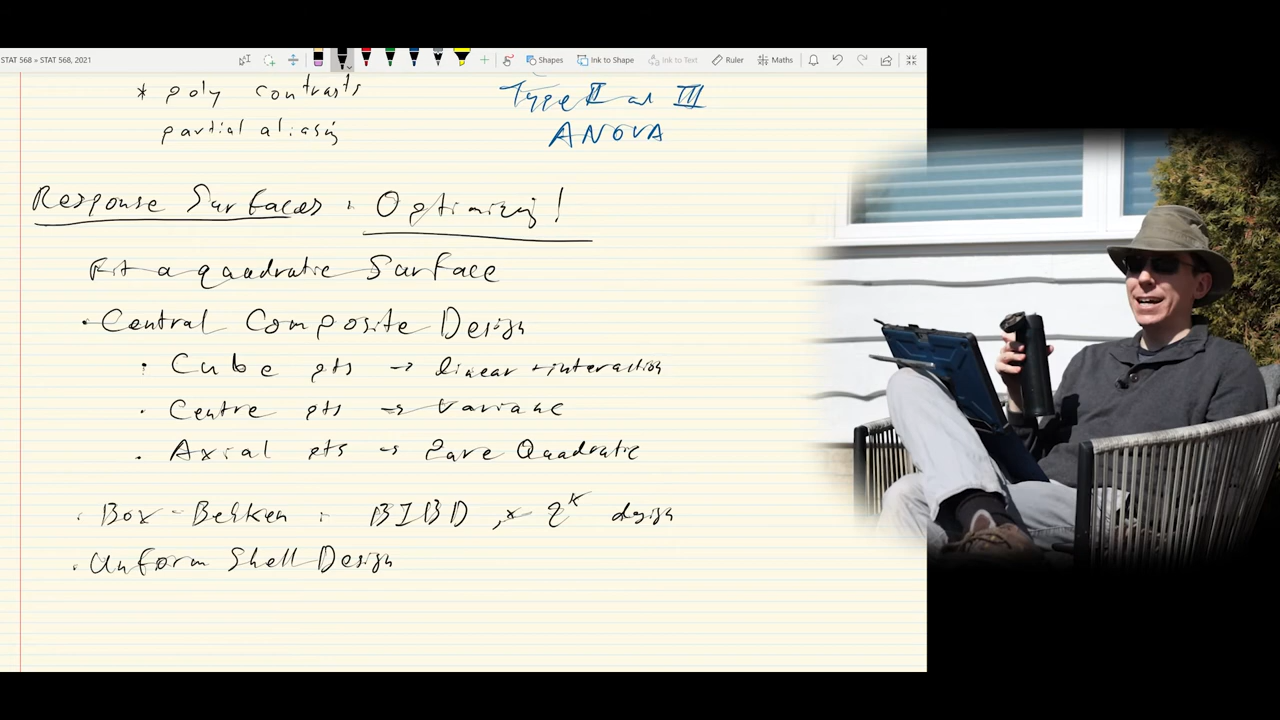 STAT 568 » STAT 568, 2021
Shapes Ink to Shape Ink to Text Ruler Maths
* poly contrasts
partial aliasing
Type II or III
ANOVA
Response Surfaces : Optimizing!
Fit a quadratic Surface
· Central Composite Design
· Cube pts → linear + interaction
· Centre pts → Variance
· Axial pts → Pure Quadratic
· Box-Behken : BIBD × 2^k design
· Uniform Shell Design